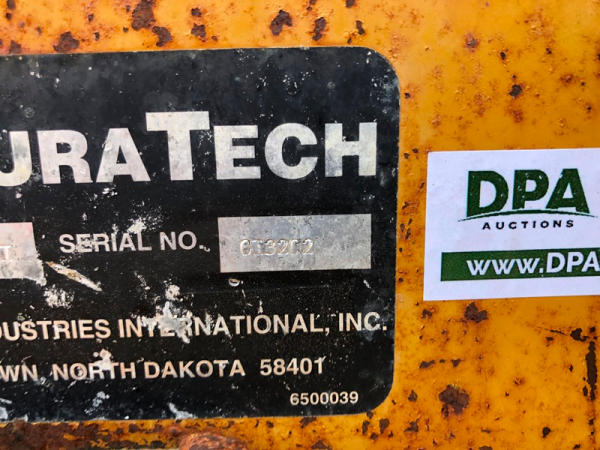 URATECH
T SERIAL NO.
DUSTRIES INTERNATIONAL, INC.
WN NORTH DAKOTA 58401
6500039
DPA
AUCTIONS
WWW.DPA